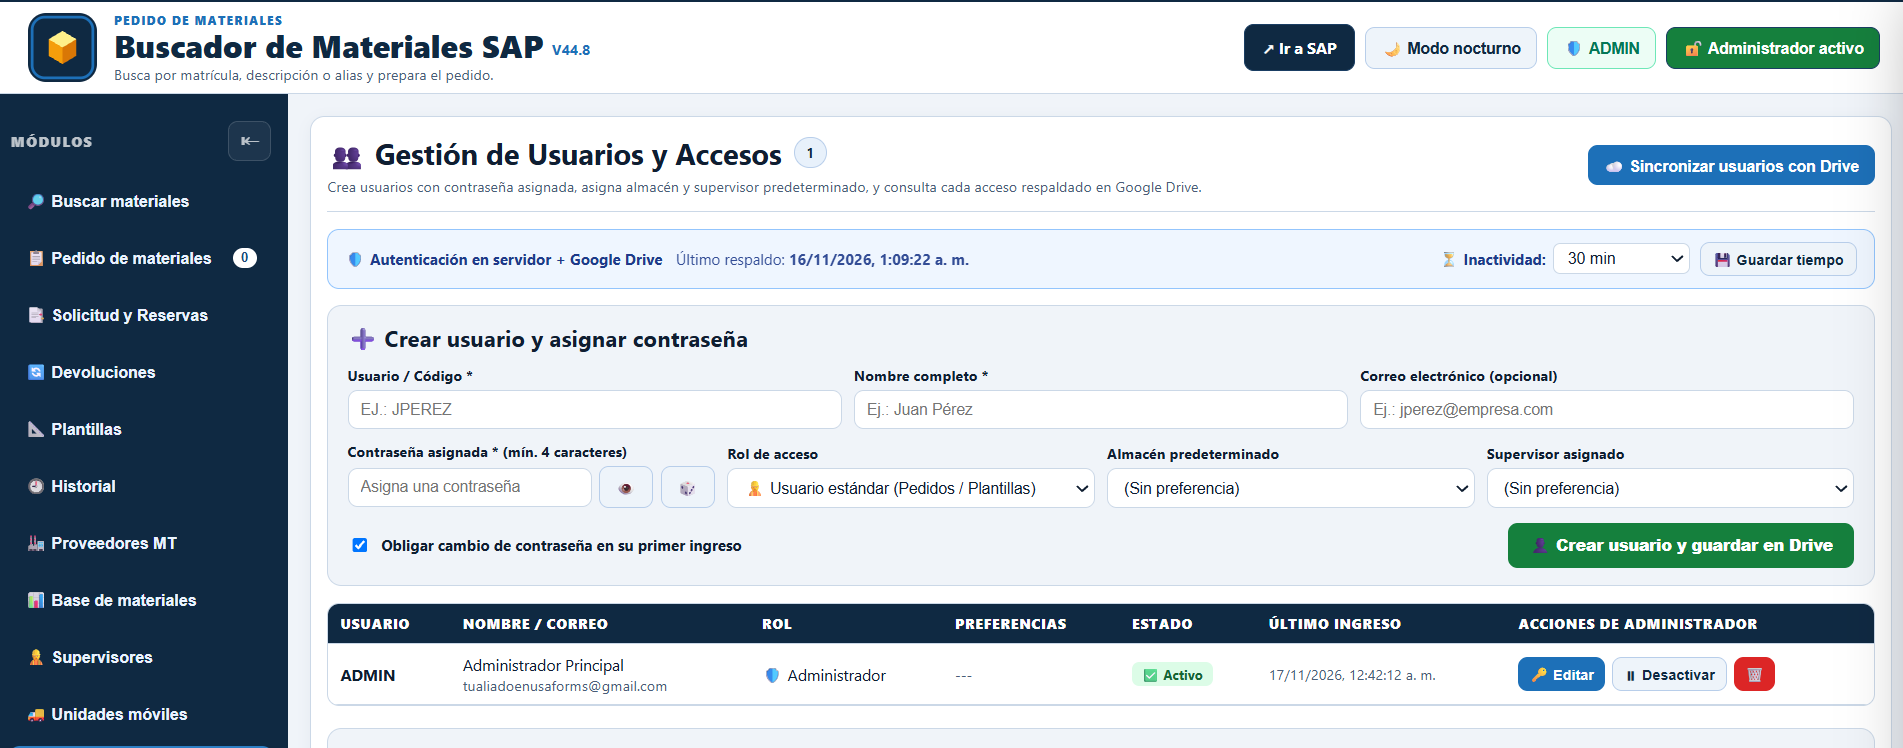 PEDIDO DE MATERIALES
Buscador de Materiales SAP V44.8
Busca por matrícula, descripción o alias y prepara el pedido.
↗ Ir a SAP
Modo nocturno
ADMIN
Administrador activo
MÓDULOS
Buscar materiales
Pedido de materiales 0
Solicitud y Reservas
Devoluciones
Plantillas
Historial
Proveedores MT
Base de materiales
Supervisores
Unidades móviles
Gestión de Usuarios y Accesos 1
Crea usuarios con contraseña asignada, asigna almacén y supervisor predeterminado, y consulta cada acceso respaldado en Google Drive.
Sincronizar usuarios con Drive
Autenticación en servidor + Google Drive Último respaldo: 16/11/2026, 1:09:22 a. m.
Inactividad: 30 min Guardar tiempo
Crear usuario y asignar contraseña
Usuario / Código * Nombre completo * Correo electrónico (opcional)
EJ.: JPEREZ Ej.: Juan Pérez Ej.: jperez@empresa.com
Contraseña asignada * (mín. 4 caracteres) Rol de acceso Almacén predeterminado Supervisor asignado
Asigna una contraseña Usuario estándar (Pedidos / Plantillas) (Sin preferencia) (Sin preferencia)
Obligar cambio de contraseña en su primer ingreso
Crear usuario y guardar en Drive
USUARIO NOMBRE / CORREO ROL PREFERENCIAS ESTADO ÚLTIMO INGRESO ACCIONES DE ADMINISTRADOR
ADMIN Administrador Principal Administrador --- Activo 17/11/2026, 12:42:12 a. m. Editar Desactivar
tualiadoenusaforms@gmail.com